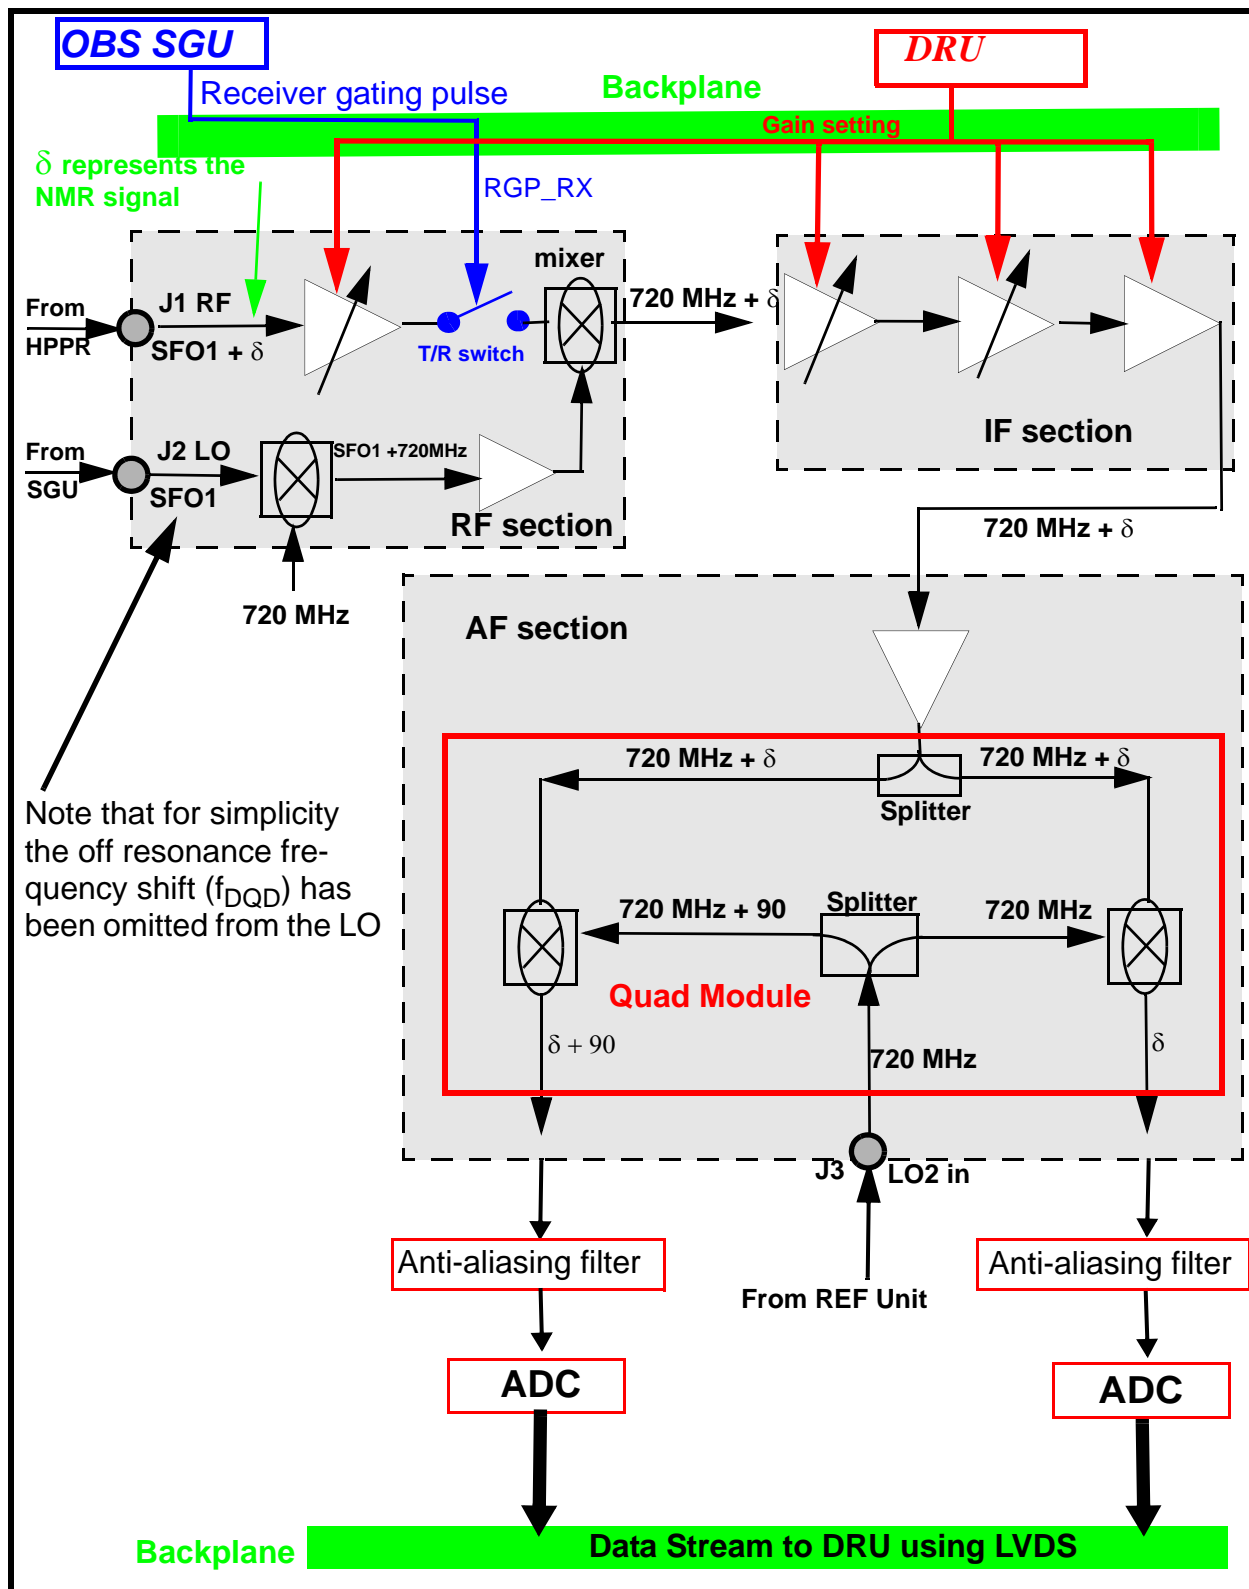 OBS SGU
DRU
Receiver gating pulse
Backplane
Gain setting
δ represents the
NMR signal
RGP_RX
mixer
From
HPPR
J1 RF
SFO1 + δ
T/R switch
720 MHz + δ
From
SGU
J2 LO
SFO1
SFO1 +720MHz
RF section
IF section
720 MHz
720 MHz + δ
AF section
720 MHz + δ
720 MHz + δ
Splitter
Note that for simplicity
the off resonance fre-
quency shift (fDQD) has
been omitted from the LO
720 MHz + 90
Splitter
720 MHz
Quad Module
δ + 90
720 MHz
δ
J3
LO2 in
Anti-aliasing filter
Anti-aliasing filter
From REF Unit
ADC
ADC
Backplane
Data Stream to DRU using LVDS